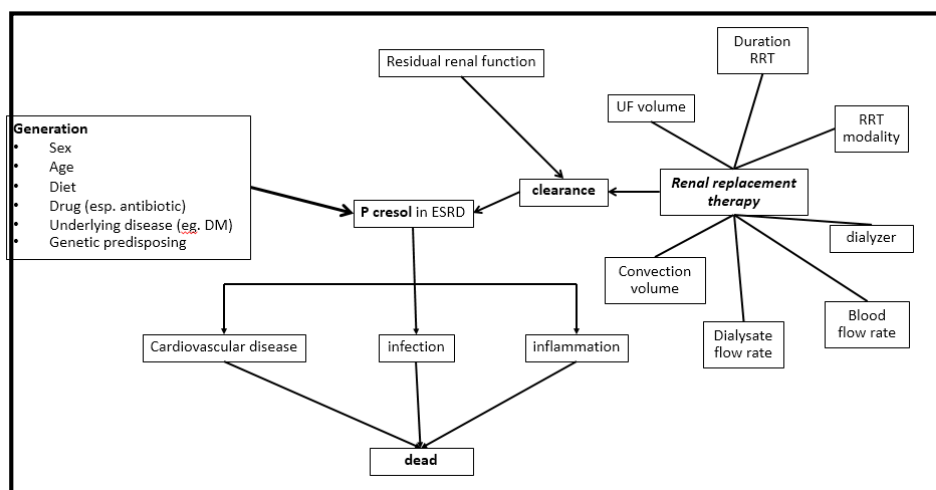 Duration
RRT
Residual renal function
UF volume
RRT
modality
Generation
• Sex
• Age
• Diet
• Drug (esp. antibiotic)
• Underlying disease (eg. DM)
• Genetic predisposing
clearance
Renal replacement
therapy
P cresol in ESRD
dialyzer
Convection
volume
Blood
flow rate
Dialysate
flow rate
Cardiovascular disease
infection
inflammation
dead